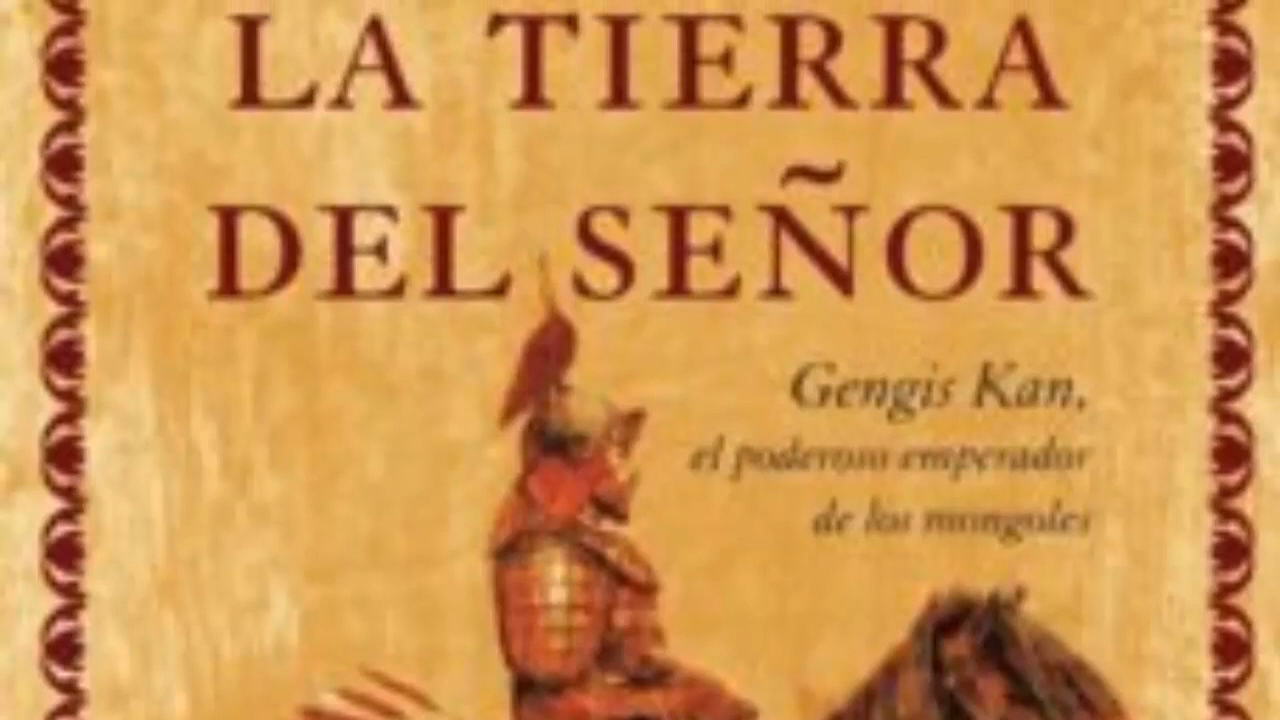 LA TIERRA
DEL SEÑOR
Gengis Kan,
el poderoso emperador
de los mongoles